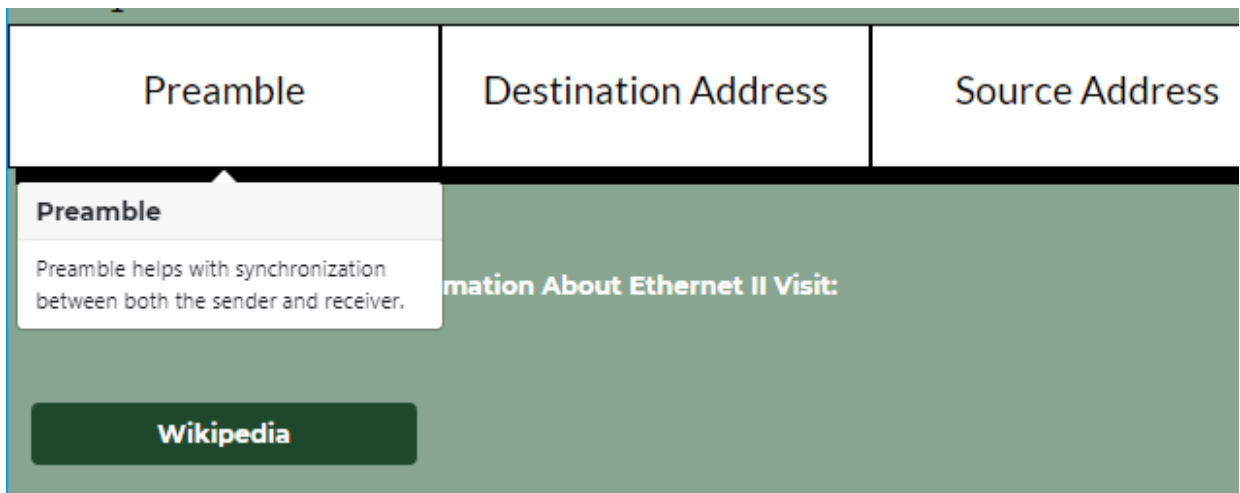 Preamble
Destination Address
Source Address
Preamble
Preamble helps with synchronization
between both the sender and receiver.
mation About Ethernet II Visit:
Wikipedia